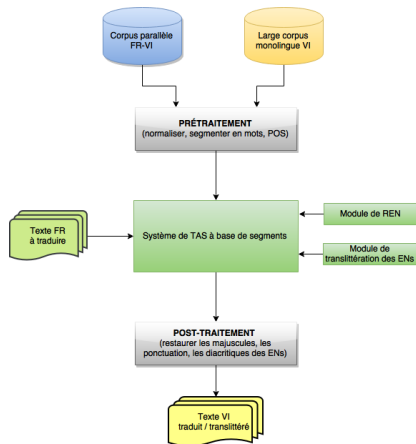 Corpus parallèle
FR-VI
Large corpus
monolingue VI
PRÉTRAITEMENT
(normaliser, segmenter en mots, POS)
Texte FR
à traduire
Système de TAS à base de segments
Module de REN
Module de
translittération des ENs
POST-TRAITEMENT
(restaurer les majuscules, les
ponctuation, les diacritiques des ENs)
Texte VI
traduit / translittéré